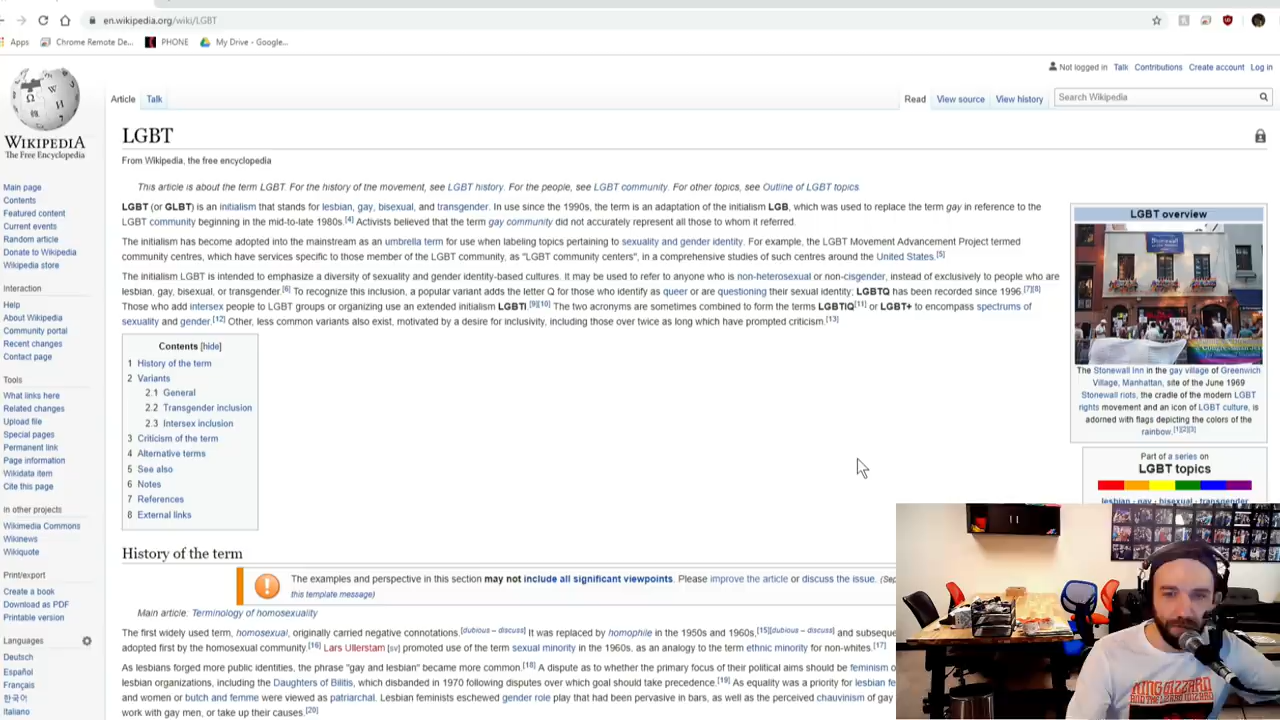 en.wikipedia.org/wiki/LGBT
Apps Chrome Remote De... PHONE My Drive - Google...
Not logged in Talk Contributions Create account Log in
Article Talk Read View source View history Search Wikipedia
WIKIPEDIA
The Free Encyclopedia
LGBT
From Wikipedia, the free encyclopedia
This article is about the term LGBT. For the history of the movement, see LGBT history. For the people, see LGBT community. For other topics, see Outline of LGBT topics
LGBT (or GLBT) is an initialism that stands for lesbian, gay, bisexual, and transgender. In use since the 1990s, the term is an adaptation of the initialism LGB, which was used to replace the term gay in reference to the
LGBT community beginning in the mid-to-late 1980s.[4] Activists believed that the term gay community did not accurately represent all those to whom it referred.
The initialism has become adopted into the mainstream as an umbrella term for use when labeling topics pertaining to sexuality and gender identity. For example, the LGBT Movement Advancement Project termed
community centres, which have services specific to those member of the LGBT community, as "LGBT community centers", in a comprehensive studies of such centres around the United States.[5]
The initialism LGBT is intended to emphasize a diversity of sexuality and gender identity-based cultures. It may be used to refer to anyone who is non-heterosexual or non-cisgender, instead of exclusively to people who are
lesbian, gay, bisexual, or transgender.[6] To recognize this inclusion, a popular variant adds the letter Q for those who identify as queer or are questioning their sexual identity; LGBTQ has been recorded since 1996.[7][8]
Those who add intersex people to LGBT groups or organizing use an extended initialism LGBTI.[9][10] The two acronyms are sometimes combined to form the terms LGBTIQ[11] or LGBT+ to encompass spectrums of
sexuality and gender.[12] Other, less common variants also exist, motivated by a desire for inclusivity, including those over twice as long which have prompted criticism.[13]
Contents [hide]
1 History of the term
2 Variants
2.1 General
2.2 Transgender inclusion
2.3 Intersex inclusion
3 Criticism of the term
4 Alternative terms
5 See also
6 Notes
7 References
8 External links
History of the term
The examples and perspective in this section may not include all significant viewpoints. Please improve the article or discuss the issue. (Sep
this template message)
Main article: Terminology of homosexuality
The first widely used term, homosexual, originally carried negative connotations.[dubious – discuss] It was replaced by homophile in the 1950s and 1960s,[15][dubious – discuss] and subseque
adopted first by the homosexual community.[16] Lars Ullerstam [sv] promoted use of the term sexual minority in the 1960s, as an analogy to the term ethnic minority for non-whites.[17]
As lesbians forged more public identities, the phrase "gay and lesbian" became more common.[18] A dispute as to whether the primary focus of their political aims should be feminism o
lesbian organizations, including the Daughters of Bilitis, which disbanded in 1970 following disputes over which goal should take precedence.[19] As equality was a priority for lesbian fe
and women or butch and femme were viewed as patriarchal. Lesbian feminists eschewed gender role play that had been pervasive in bars, as well as the perceived chauvinism of gay
work with gay men, or take up their causes.[20]
LGBT overview
The Stonewall Inn in the gay village of Greenwich
Village, Manhattan, site of the June 1969
Stonewall riots, the cradle of the modern LGBT
rights movement and an icon of LGBT culture, is
adorned with flags depicting the colors of the
rainbow.[1][2][3]
Part of a series on
LGBT topics
lesbian · gay · bisexual · transgender
Main page
Contents
Featured content
Current events
Random article
Donate to Wikipedia
Wikipedia store
Interaction
Help
About Wikipedia
Community portal
Recent changes
Contact page
Tools
What links here
Related changes
Upload file
Special pages
Permanent link
Page information
Wikidata item
Cite this page
In other projects
Wikimedia Commons
Wikinews
Wikiquote
Print/export
Create a book
Download as PDF
Printable version
Languages
Deutsch
Español
Français
한국어
Italiano
KING GIZZARD
AND THE LIZARD WIZARD